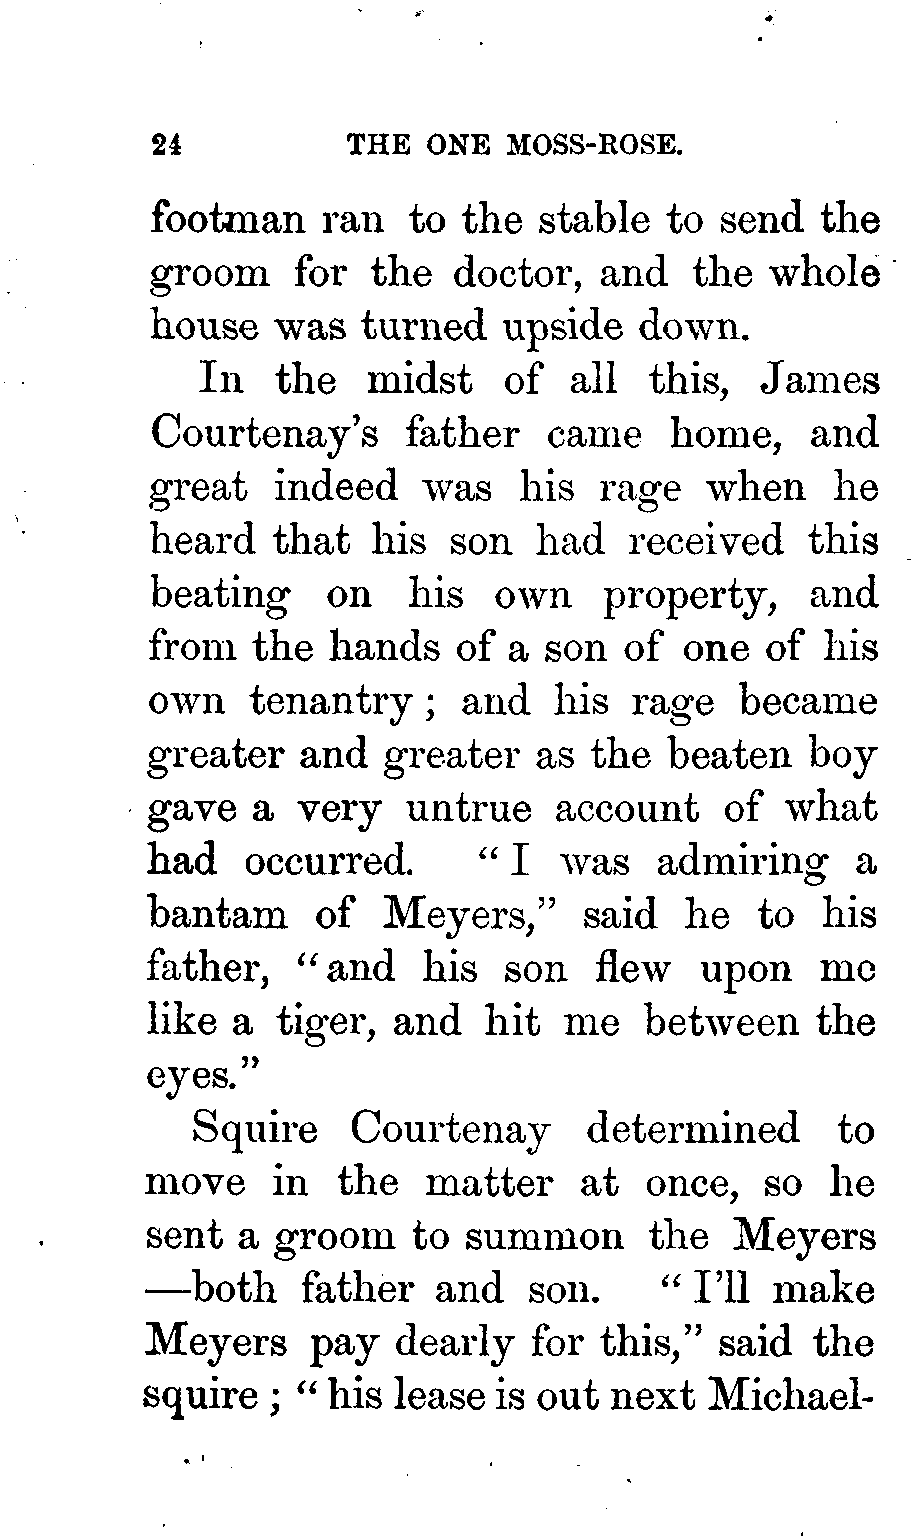 24 THE ONE MOSS-ROSE.
footman ran to the stable to send the
groom for the doctor, and the whole
house was turned upside down.
In the midst of all this, James
Courtenay's father came home, and
great indeed was his rage when he
heard that his son had received this
beating on his own property, and
from the hands of a son of one of his
own tenantry ; and his rage became
greater and greater as the beaten boy
gave a very untrue account of what
had occurred. “ I was admiring a
bantam of Meyers,” said he to his
father, “ and his son flew upon me
like a tiger, and hit me between the
eyes.”
Squire Courtenay determined to
move in the matter at once, so he
sent a groom to summon the Meyers
—both father and son. “ I'll make
Meyers pay dearly for this,” said the
squire ; “ his lease is out next Michael-